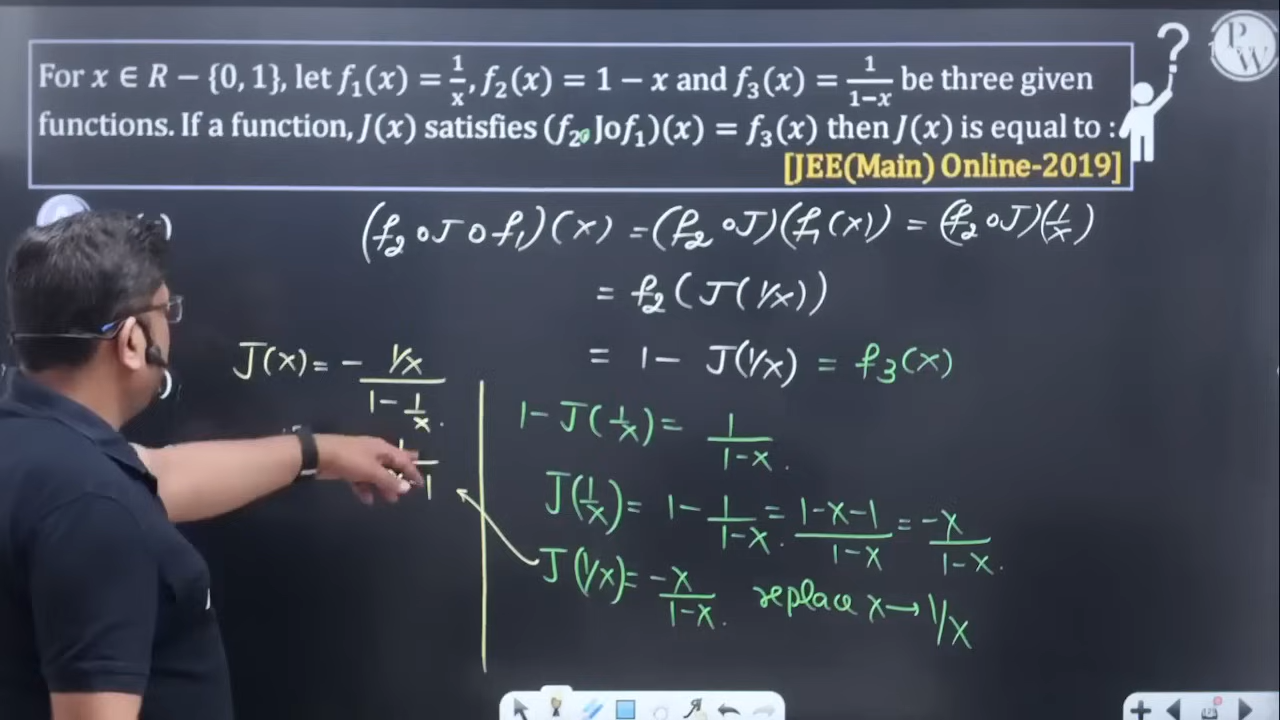 For x ∈ R − {0, 1}, let f₁(x) = 1/x, f₂(x) = 1 − x and f₃(x) = 1/(1−x) be three given
functions. If a function, J(x) satisfies (f₂∘Jof₁)(x) = f₃(x) then J(x) is equal to :
[JEE(Main) Online-2019]
PW
(f₂ o J o f₁)(x) = (f₂ o J)(f₁(x)) = (f₂ o J)(1/x)
= f₂(J(1/x))
= 1 − J(1/x) = f₃(x)
J(x) = − (1/x)/(1 − 1/x).
1 − J(1/x) = 1/(1−x).
J(1/x) = 1 − 1/(1−x). = (1−x−1)/(1−x) = −x/(1−x).
J(1/x) = −x/(1−x). replace x → 1/x